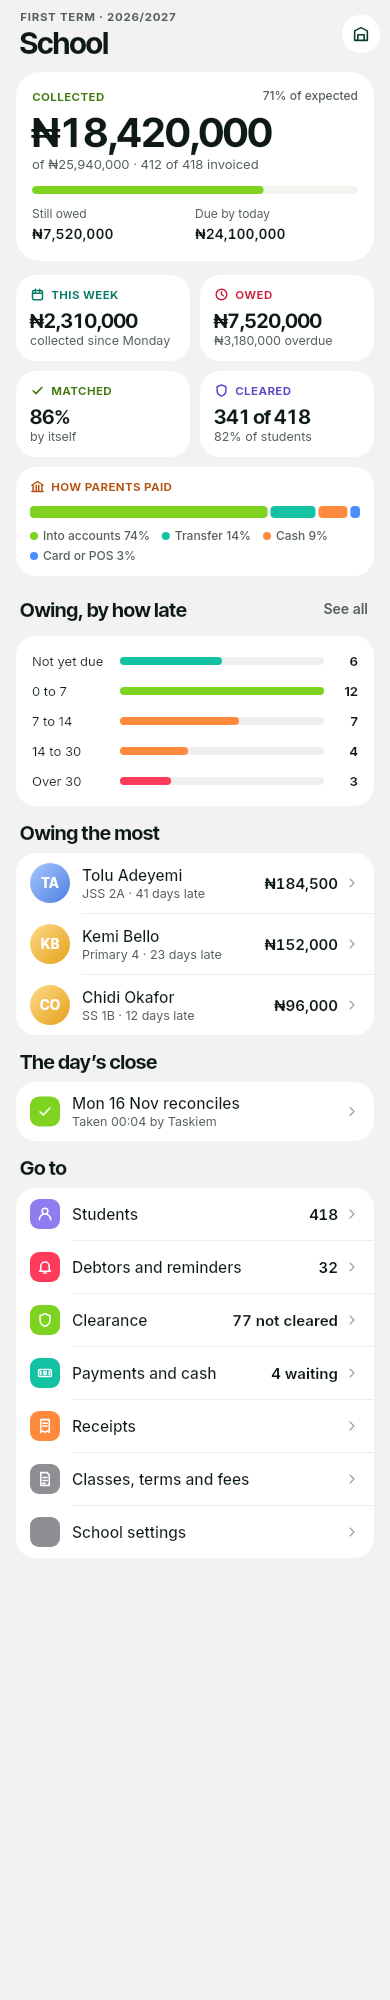 FIRST TERM · 2026/2027
School
COLLECTED
71% of expected
₦18,420,000
of ₦25,940,000 · 412 of 418 invoiced
Still owed
Due by today
₦7,520,000
₦24,100,000
THIS WEEK
₦2,310,000
collected since Monday
OWED
₦7,520,000
₦3,180,000 overdue
MATCHED
86%
by itself
CLEARED
341 of 418
82% of students
HOW PARENTS PAID
Into accounts 74%
Transfer 14%
Cash 9%
Card or POS 3%
Owing, by how late
See all
Not yet due 6
0 to 7 12
7 to 14 7
14 to 30 4
Over 30 3
Owing the most
TA
Tolu Adeyemi
JSS 2A · 41 days late
₦184,500
KB
Kemi Bello
Primary 4 · 23 days late
₦152,000
CO
Chidi Okafor
SS 1B · 12 days late
₦96,000
The day’s close
Mon 16 Nov reconciles
Taken 00:04 by Taskiem
Go to
Students 418
Debtors and reminders 32
Clearance 77 not cleared
Payments and cash 4 waiting
Receipts
Classes, terms and fees
School settings